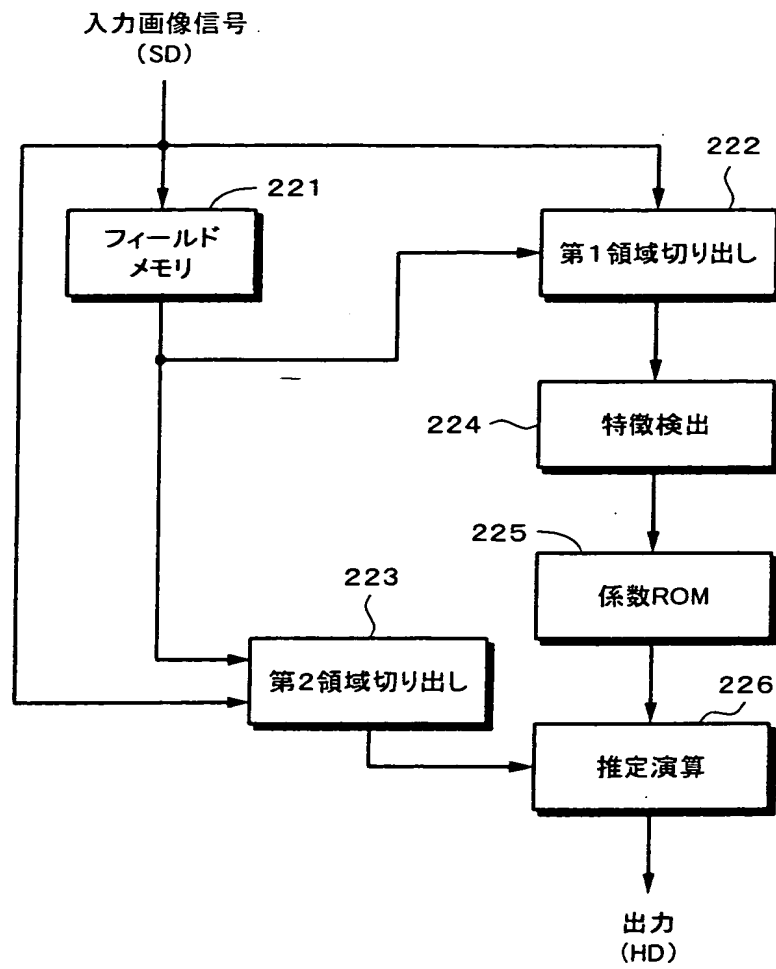 入力画像信号
(SD)
222
221
フィールド
メモリ
第1領域切り出し
224
特徴検出
225
係数ROM
223
第2領域切り出し
226
推定演算
出力
(HD)